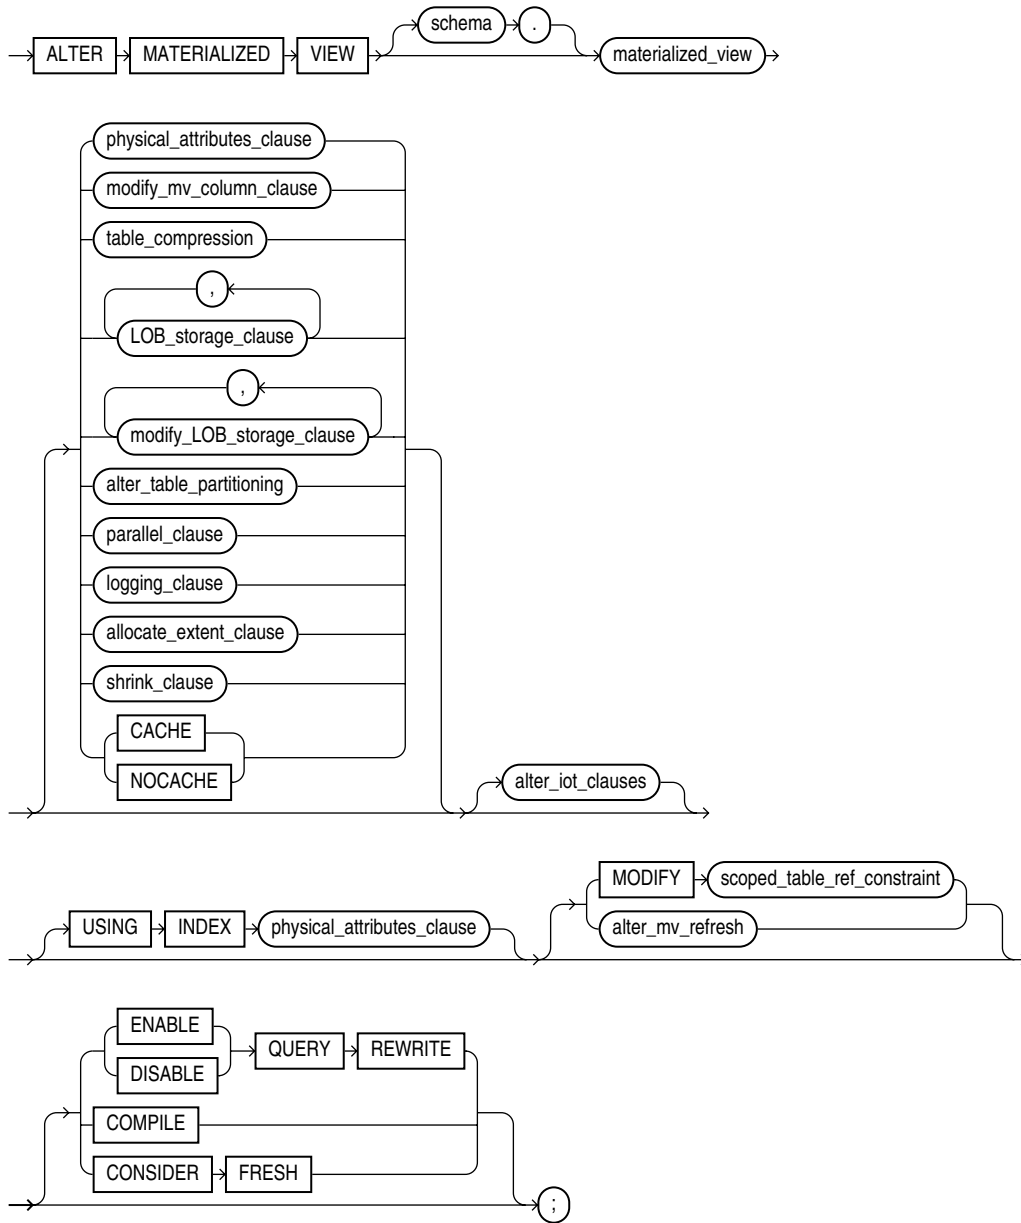 schema .
ALTER MATERIALIZED VIEW materialized_view
physical_attributes_clause
modify_mv_column_clause
table_compression
,
LOB_storage_clause
,
modify_LOB_storage_clause
alter_table_partitioning
parallel_clause
logging_clause
allocate_extent_clause
shrink_clause
CACHE
NOCACHE
alter_iot_clauses
MODIFY scoped_table_ref_constraint
USING INDEX physical_attributes_clause alter_mv_refresh
ENABLE
QUERY REWRITE
DISABLE
COMPILE
CONSIDER FRESH
;